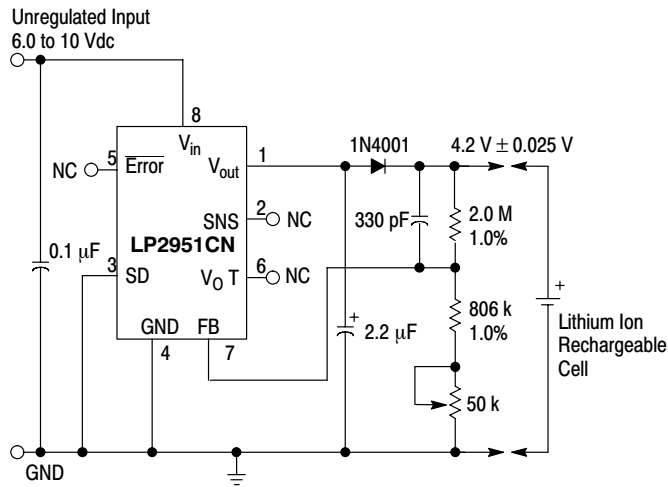 Unregulated Input
6.0 to 10 Vdc
8
Vin
5
NC
Error
Vout
1
1N4001
4.2 V ± 0.025 V
SNS
2
NC
330 pF
2.0 M
1.0%
LP2951CN
0.1 µF
3
SD
VO T
6
NC
GND
FB
4
7
2.2 µF
+
806 k
1.0%
+
Lithium Ion
Rechargeable
Cell
50 k
GND